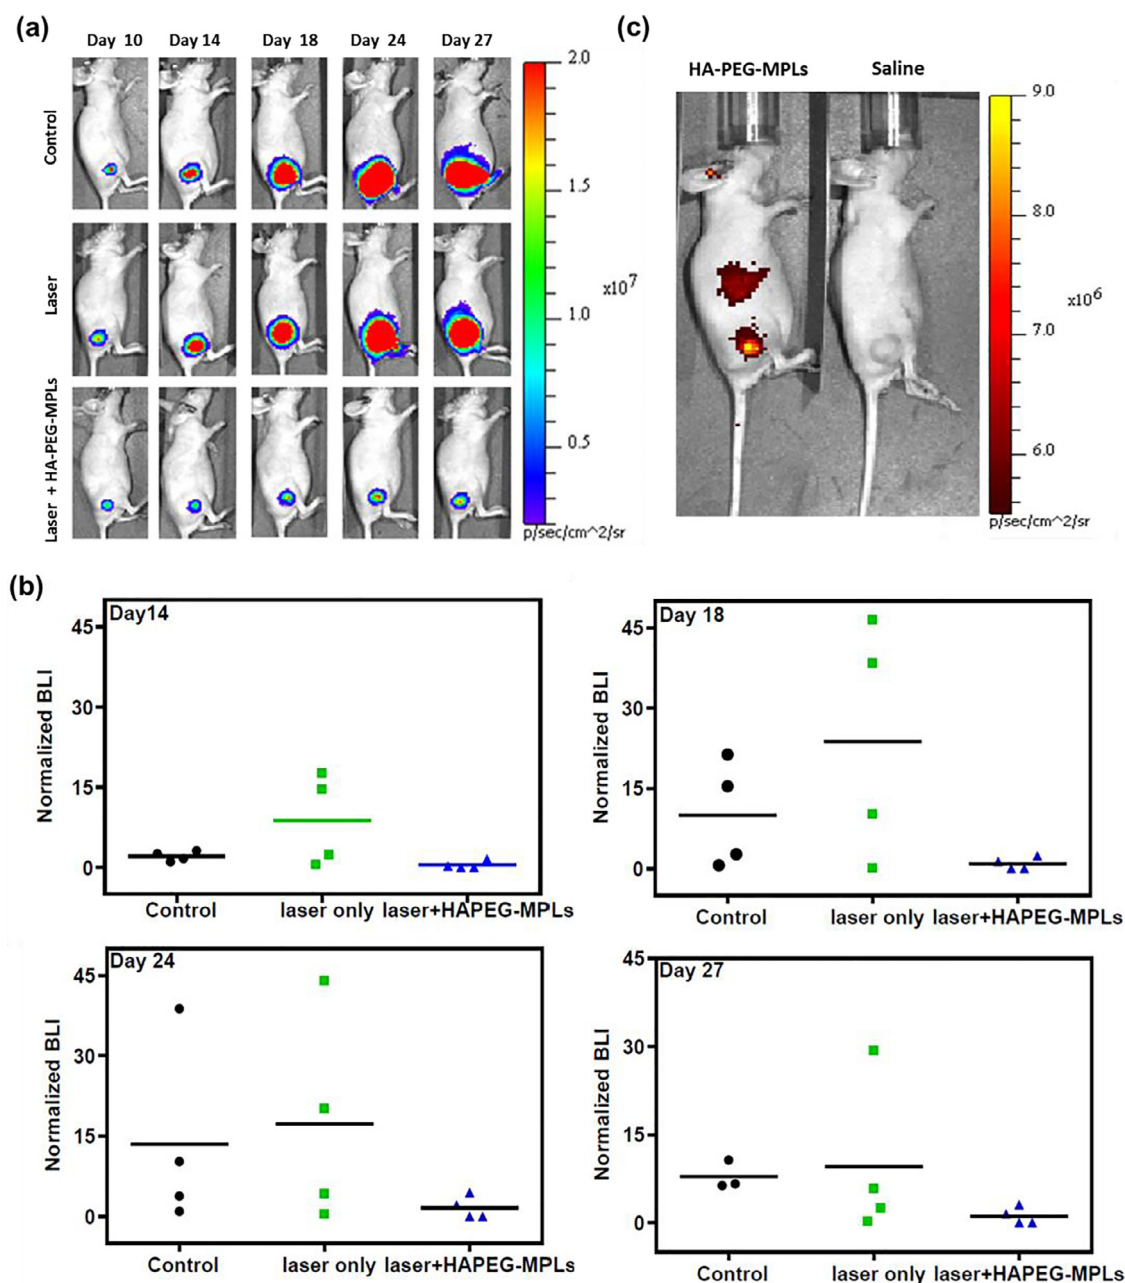 (a)
Day 10 Day 14 Day 18 Day 24 Day 27
Control
Laser
Laser + HA-PEG-MPLs
2.0
1.5
x10^7
1.0
0.5
p/sec/cm^2/sr
(c)
HA-PEG-MPLs Saline
9.0
8.0
x10^6
7.0
6.0
p/sec/cm^2/sr
(b)
Day14
Normalized BLI
45
30
15
0
Control laser only laser+HAPEG-MPLs
Day 18
Normalized BLI
45
30
15
0
Control laser only laser+HAPEG-MPLs
Day 24
Normalized BLI
45
30
15
0
Control laser only laser+HAPEG-MPLs
Day 27
Normalized BLI
45
30
15
0
Control laser only laser+HAPEG-MPLs